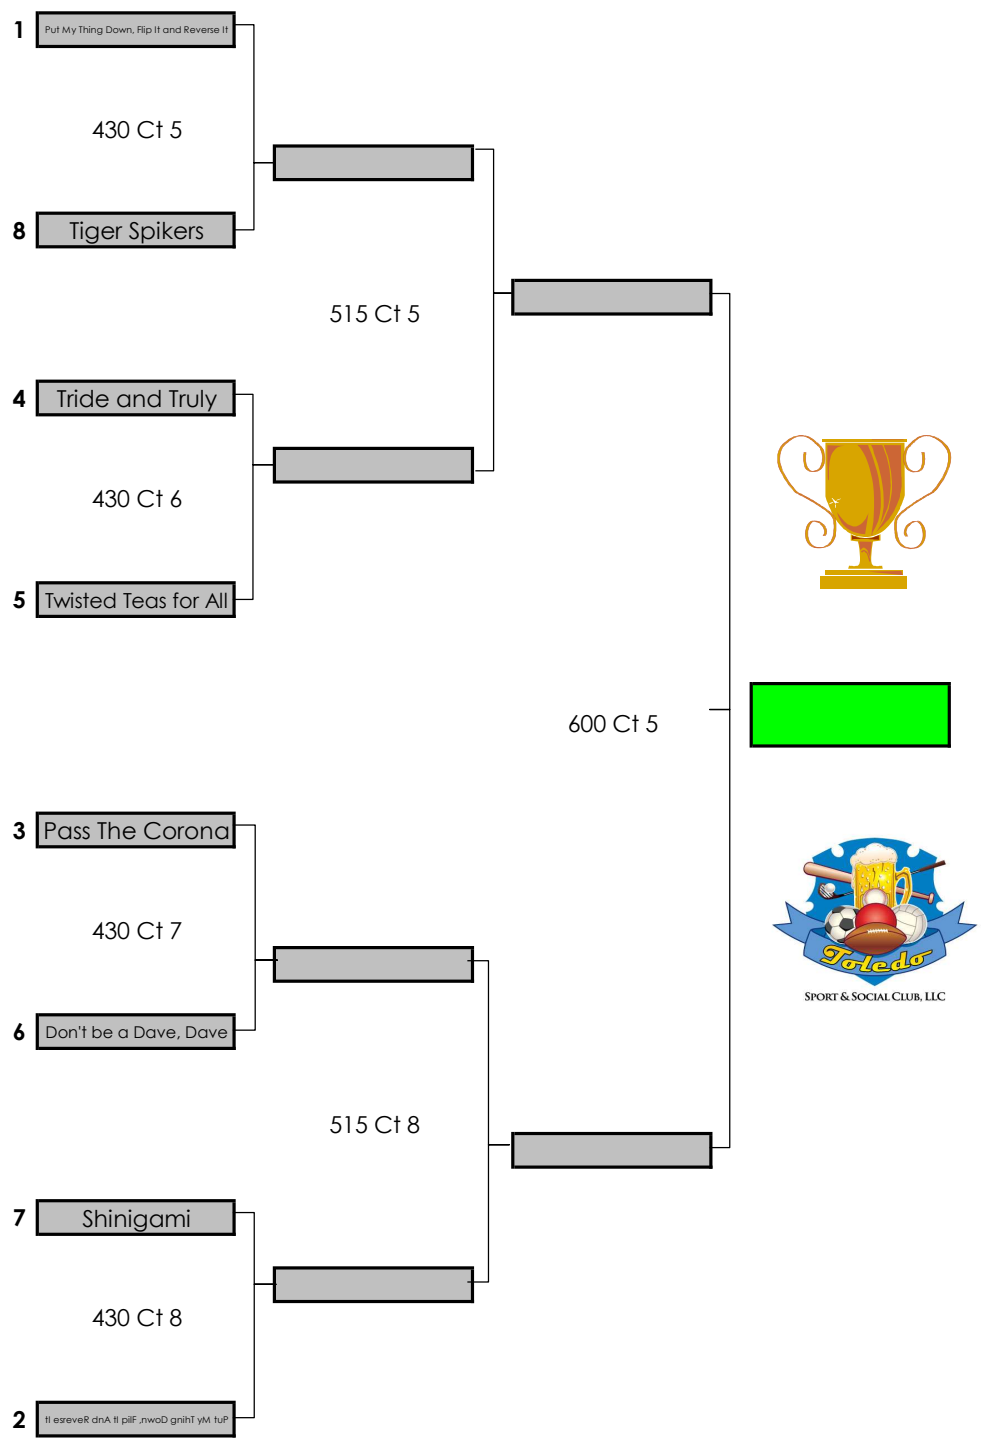 1 Put My Thing Down, Flip It and Reverse It
430 Ct 5
8 Tiger Spikers
515 Ct 5
4 Tride and Truly
430 Ct 6
5 Twisted Teas for All
600 Ct 5
3 Pass The Corona
430 Ct 7
6 Don't be a Dave, Dave
515 Ct 8
7 Shinigami
430 Ct 8
2 tI esreveR dnA tI pilF ,nwoD gnihT yM tuP
Toledo
SPORT & SOCIAL CLUB, LLC